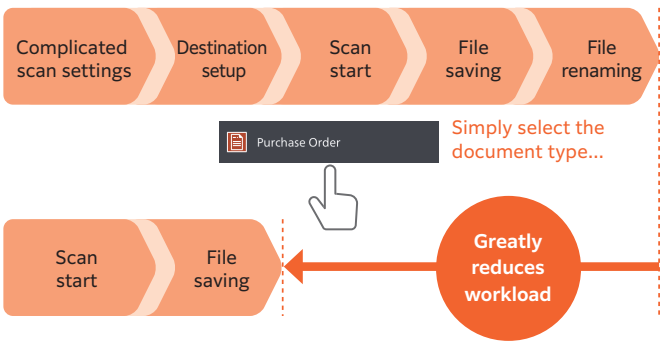 Complicated
scan settings
Destination
setup
Scan
start
File
saving
File
renaming
Purchase Order
Simply select the
document type...
Scan
start
File
saving
Greatly
reduces
workload